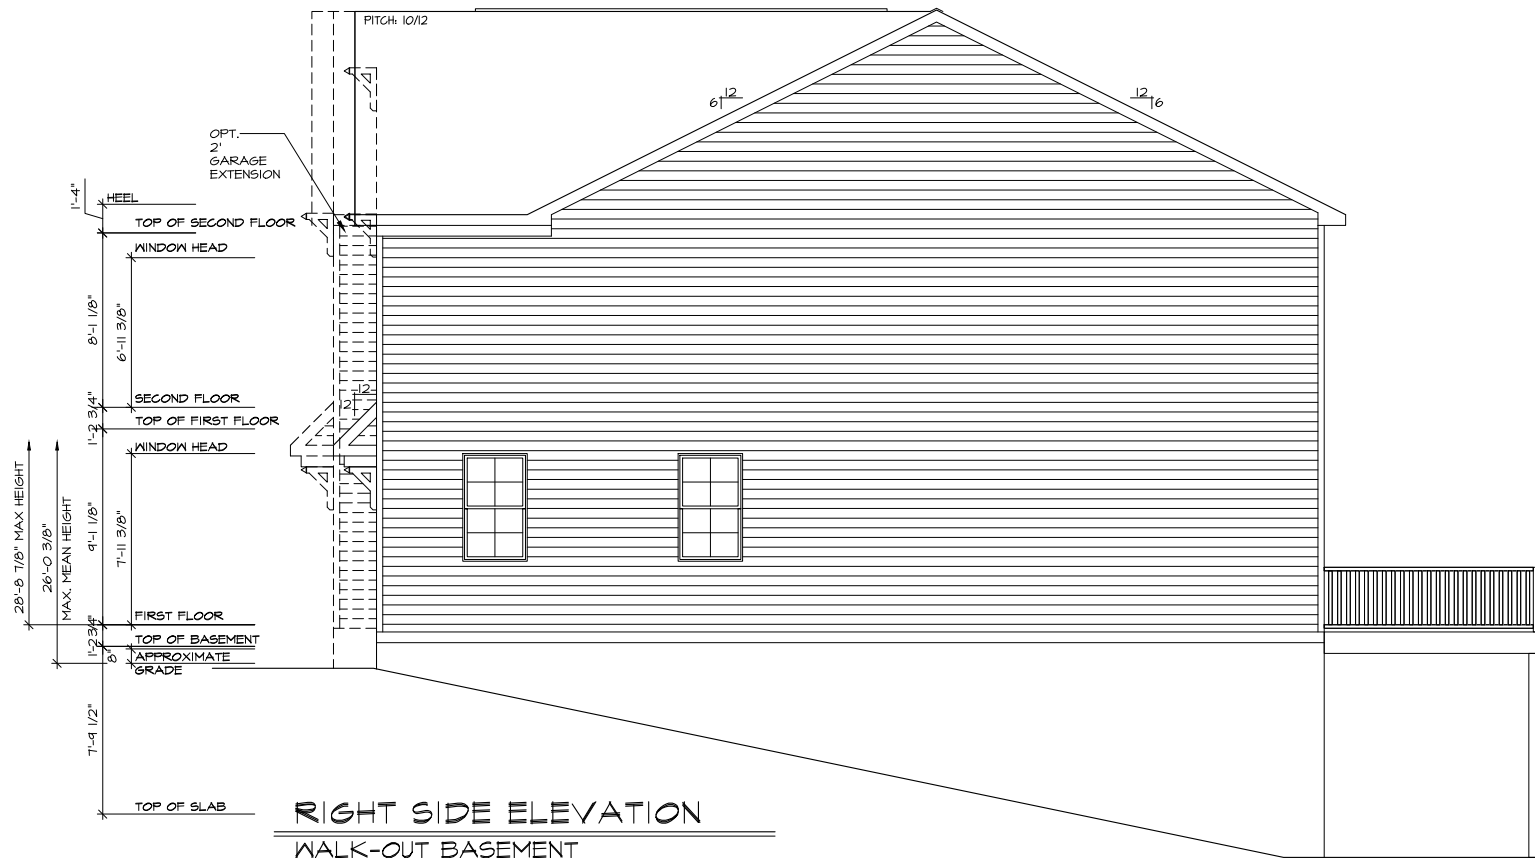 PITCH: 10/12
12
6
12
6
OPT.
2'
GARAGE
EXTENSION
1'-4"
HEEL
TOP OF SECOND FLOOR
WINDOW HEAD
8'-1 1/8"
6'-11 3/8"
SECOND FLOOR
12
12
1'-2 3/4"
TOP OF FIRST FLOOR
WINDOW HEAD
28'-8 7/8" MAX HEIGHT
26'-0 3/8"
MAX. MEAN HEIGHT
9'-1 1/8"
7'-11 3/8"
FIRST FLOOR
1'-2 3/4"
TOP OF BASEMENT
8"
APPROXIMATE
GRADE
7'-9 1/2"
TOP OF SLAB
RIGHT SIDE ELEVATION
WALK-OUT BASEMENT